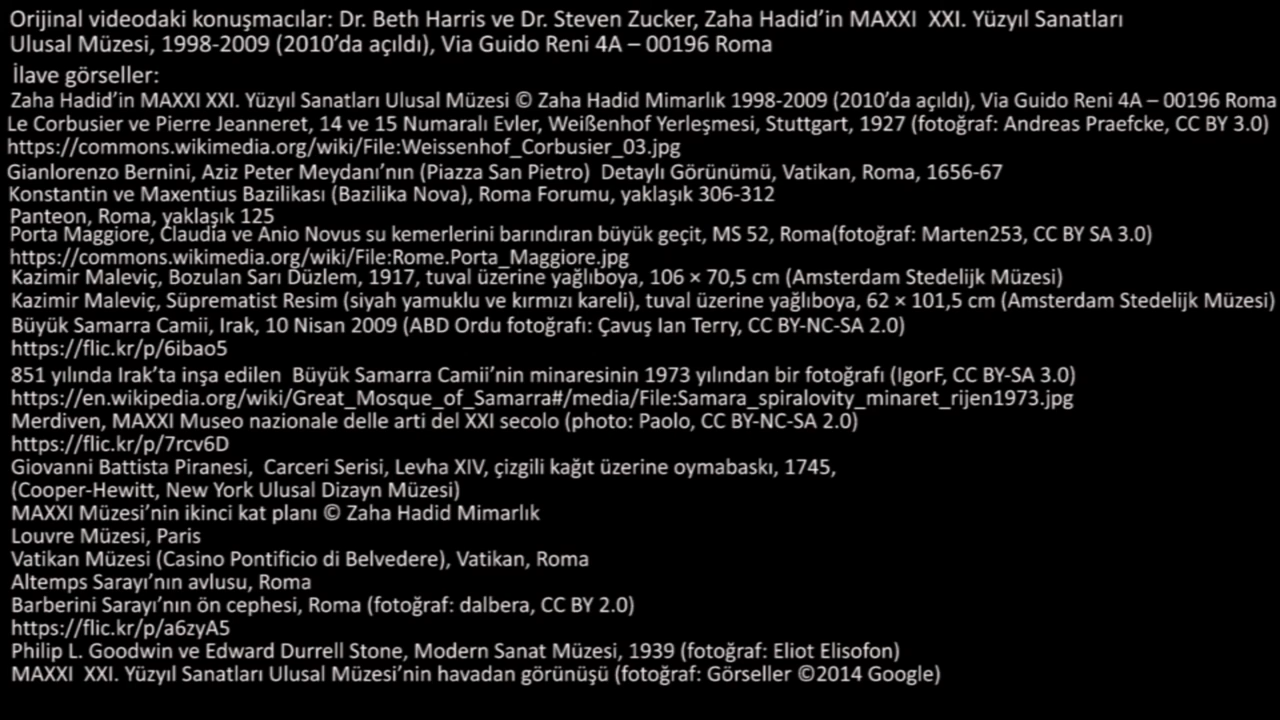 Orijinal videodaki konuşmacılar: Dr. Beth Harris ve Dr. Steven Zucker, Zaha Hadid’in MAXXI  XXI. Yüzyıl Sanatları
Ulusal Müzesi, 1998-2009 (2010’da açıldı), Via Guido Reni 4A – 00196 Roma
İlave görseller:
Zaha Hadid’in MAXXI XXI. Yüzyıl Sanatları Ulusal Müzesi © Zaha Hadid Mimarlık 1998-2009 (2010’da açıldı), Via Guido Reni 4A – 00196 Roma
Le Corbusier ve Pierre Jeanneret, 14 ve 15 Numaralı Evler, Weißenhof Yerleşmesi, Stuttgart, 1927 (fotoğraf: Andreas Praefcke, CC BY 3.0)
https://commons.wikimedia.org/wiki/File:Weissenhof_Corbusier_03.jpg
Gianlorenzo Bernini, Aziz Peter Meydanı’nın (Piazza San Pietro)  Detaylı Görünümü, Vatikan, Roma, 1656-67
Konstantin ve Maxentius Bazilikası (Bazilika Nova), Roma Forumu, yaklaşık 306-312
Panteon, Roma, yaklaşık 125
Porta Maggiore, Claudia ve Anio Novus su kemerlerini barındıran büyük geçit, MS 52, Roma(fotoğraf: Marten253, CC BY SA 3.0)
https://commons.wikimedia.org/wiki/File:Rome.Porta_Maggiore.jpg
Kazimir Maleviç, Bozulan Sarı Düzlem, 1917, tuval üzerine yağlıboya, 106 × 70,5 cm (Amsterdam Stedelijk Müzesi)
Kazimir Maleviç, Süprematist Resim (siyah yamuklu ve kırmızı kareli), tuval üzerine yağlıboya, 62 × 101,5 cm (Amsterdam Stedelijk Müzesi)
Büyük Samarra Camii, Irak, 10 Nisan 2009 (ABD Ordu fotoğrafı: Çavuş Ian Terry, CC BY-NC-SA 2.0)
https://flic.kr/p/6ibao5
851 yılında Irak’ta inşa edilen  Büyük Samarra Camii’nin minaresinin 1973 yılından bir fotoğrafı (IgorF, CC BY-SA 3.0)
https://en.wikipedia.org/wiki/Great_Mosque_of_Samarra#/media/File:Samara_spiralovity_minaret_rijen1973.jpg
Merdiven, MAXXI Museo nazionale delle arti del XXI secolo (photo: Paolo, CC BY-NC-SA 2.0)
https://flic.kr/p/7rcv6D
Giovanni Battista Piranesi,  Carceri Serisi, Levha XIV, çizgili kağıt üzerine oymabaskı, 1745,
(Cooper-Hewitt, New York Ulusal Dizayn Müzesi)
MAXXI Müzesi’nin ikinci kat planı © Zaha Hadid Mimarlık
Louvre Müzesi, Paris
Vatikan Müzesi (Casino Pontificio di Belvedere), Vatikan, Roma
Altemps Sarayı’nın avlusu, Roma
Barberini Sarayı’nın ön cephesi, Roma (fotoğraf: dalbera, CC BY 2.0)
https://flic.kr/p/a6zyA5
Philip L. Goodwin ve Edward Durrell Stone, Modern Sanat Müzesi, 1939 (fotoğraf: Eliot Elisofon)
MAXXI  XXI. Yüzyıl Sanatları Ulusal Müzesi’nin havadan görünüşü (fotoğraf: Görseller ©2014 Google)